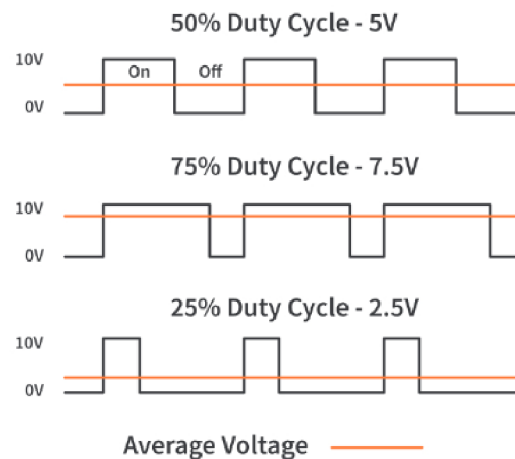 50% Duty Cycle - 5V
10V
On Off
0V
75% Duty Cycle - 7.5V
10V
0V
25% Duty Cycle - 2.5V
10V
0V
Average Voltage